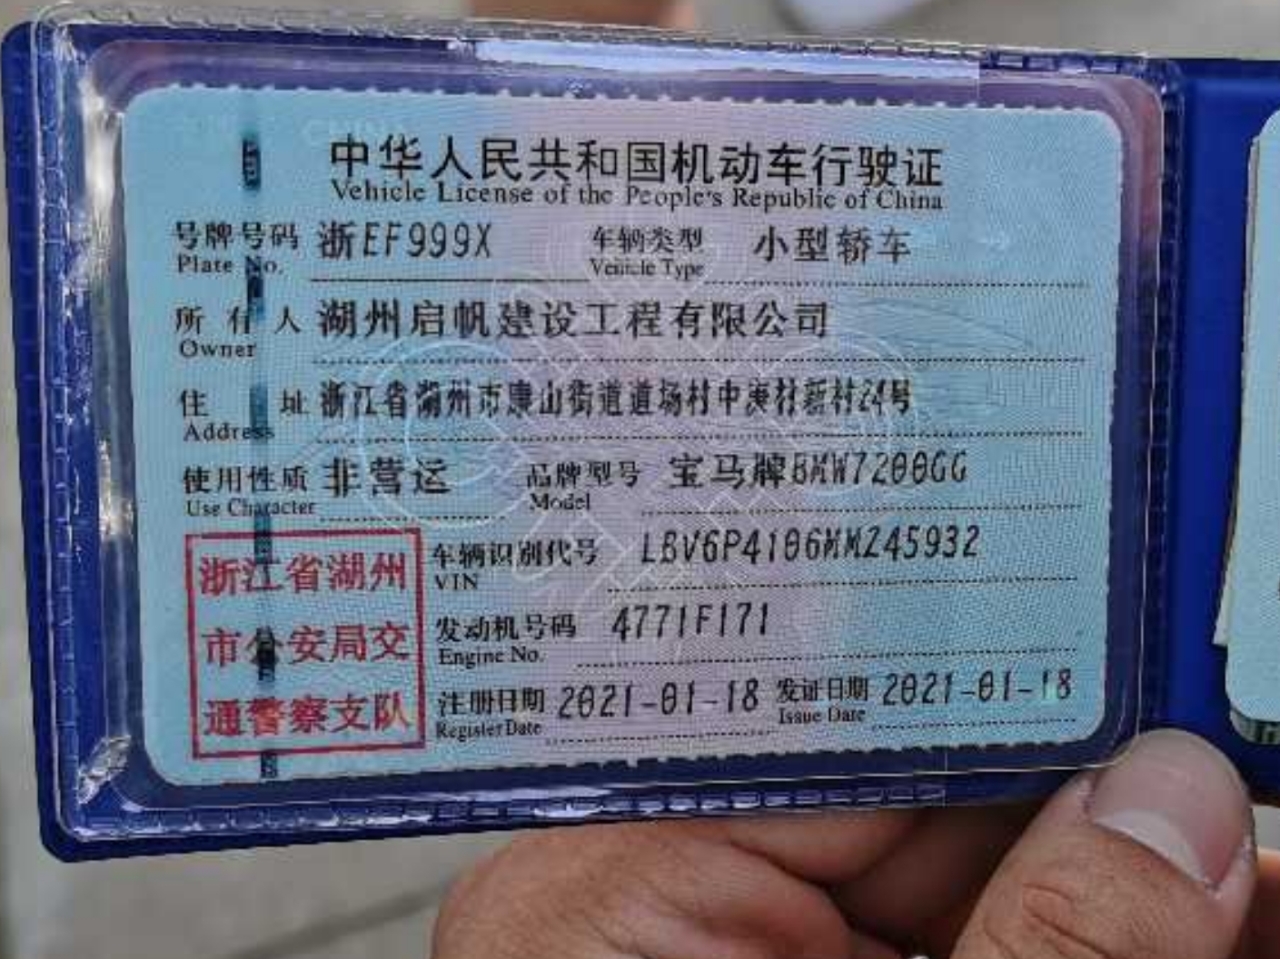 中华人民共和国机动车行驶证
Vehicle License of the People's Republic of China
号牌号码 浙EF999X 车辆类型 小型轿车
Plate No. Vehicle Type
所有人 湖州启帆建设工程有限公司
Owner
住址 浙江省湖州市康山街道道场村中 村新村24号
Address
使用性质 非营运 品牌型号 宝马牌BMW7200GG
Use Character Model
浙江省湖州
市公安局交
通警察支队
车辆识别代号 LBV6P4106MMZ45932
VIN
发动机号码 4771F171
Engine No.
注册日期 2021-01-18 发证日期 2021-01-18
Register Date Issue Date